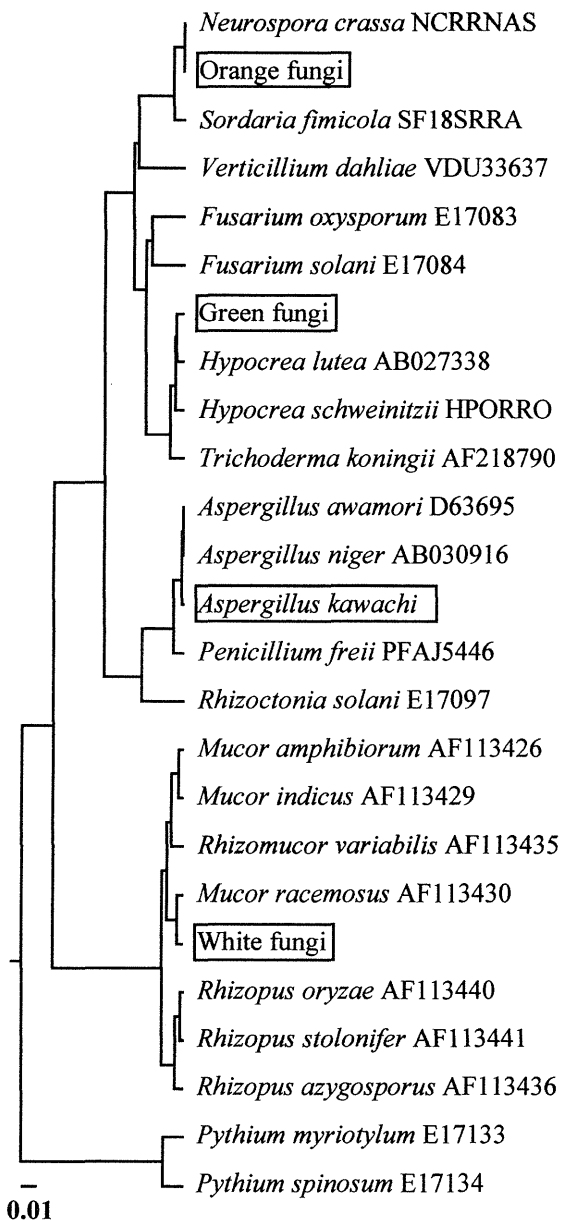 Neurospora crassa NCRRNAS
Orange fungi
Sordaria fimicola SF18SRRA
Verticillium dahliae VDU33637
Fusarium oxysporum E17083
Fusarium solani E17084
Green fungi
Hypocrea lutea AB027338
Hypocrea schweinitzii HPORRO
Trichoderma koningii AF218790
Aspergillus awamori D63695
Aspergillus niger AB030916
Aspergillus kawachi
Penicillium freii PFAJ5446
Rhizoctonia solani E17097
Mucor amphibiorum AF113426
Mucor indicus AF113429
Rhizomucor variabilis AF113435
Mucor racemosus AF113430
White fungi
Rhizopus oryzae AF113440
Rhizopus stolonifer AF113441
Rhizopus azygosporus AF113436
Pythium myriotylum E17133
Pythium spinosum E17134
0.01